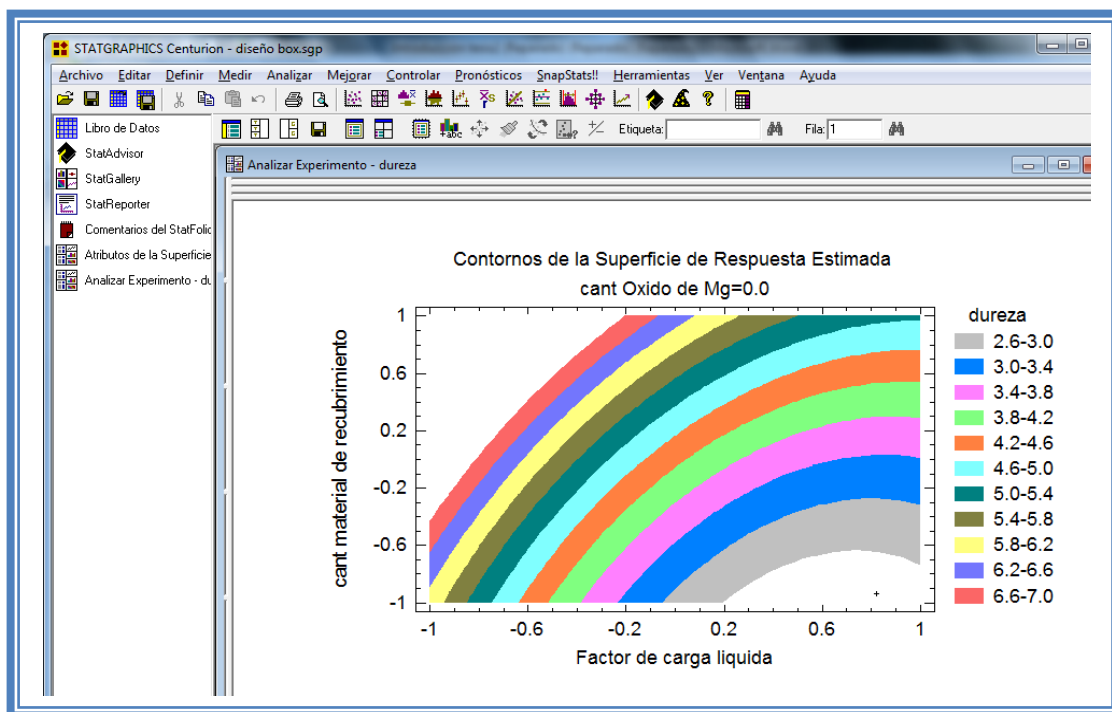 STATGRAPHICS Centurion - diseño box.sgp
Archivo Editar Definir Medir Analizar Mejorar Controlar Pronósticos SnapStats!! Herramientas Ver Ventana Ayuda
Libro de Datos
Etiqueta:
Fila: 1
StatAdvisor
StatGallery
StatReporter
Comentarios del StatFolio
Atributos de la Superficie
Analizar Experimento - du
Analizar Experimento - dureza
Contornos de la Superficie de Respuesta Estimada
cant Oxido de Mg=0.0
cant material de recubrimiento
1
0.6
0.2
-0.2
-0.6
-1
-1 -0.6 -0.2 0.2 0.6 1
Factor de carga liquida
dureza
2.6-3.0
3.0-3.4
3.4-3.8
3.8-4.2
4.2-4.6
4.6-5.0
5.0-5.4
5.4-5.8
5.8-6.2
6.2-6.6
6.6-7.0